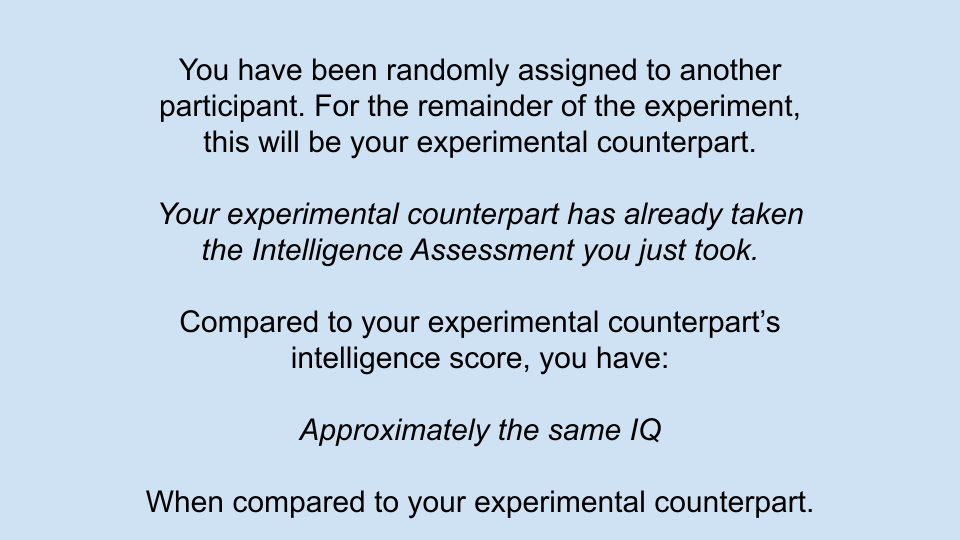 You have been randomly assigned to another
participant. For the remainder of the experiment,
this will be your experimental counterpart.
Your experimental counterpart has already taken
the Intelligence Assessment you just took.
Compared to your experimental counterpart’s
intelligence score, you have:
Approximately the same IQ
When compared to your experimental counterpart.